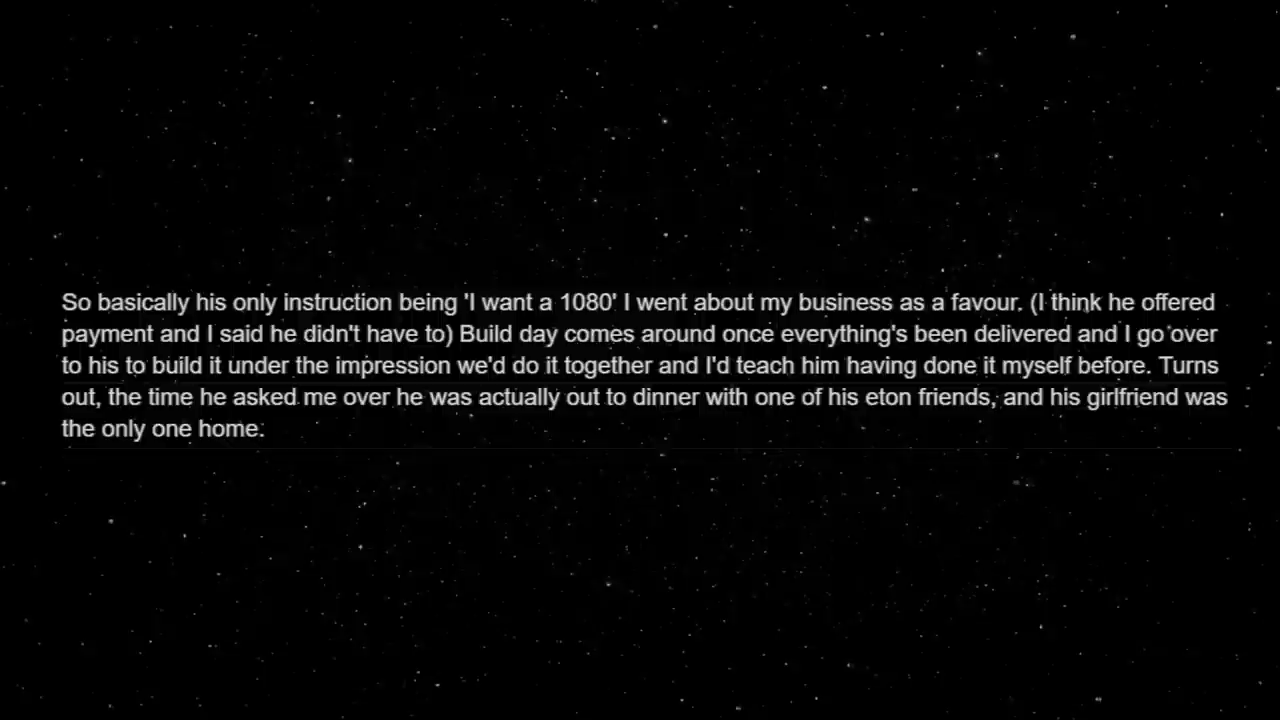 So basically his only instruction being 'I want a 1080' I went about my business as a favour. (I think he offered
payment and I said he didn't have to) Build day comes around once everything's been delivered and I go over
to his to build it under the impression we'd do it together and I'd teach him having done it myself before. Turns
out, the time he asked me over he was actually out to dinner with one of his eton friends, and his girlfriend was
the only one home.